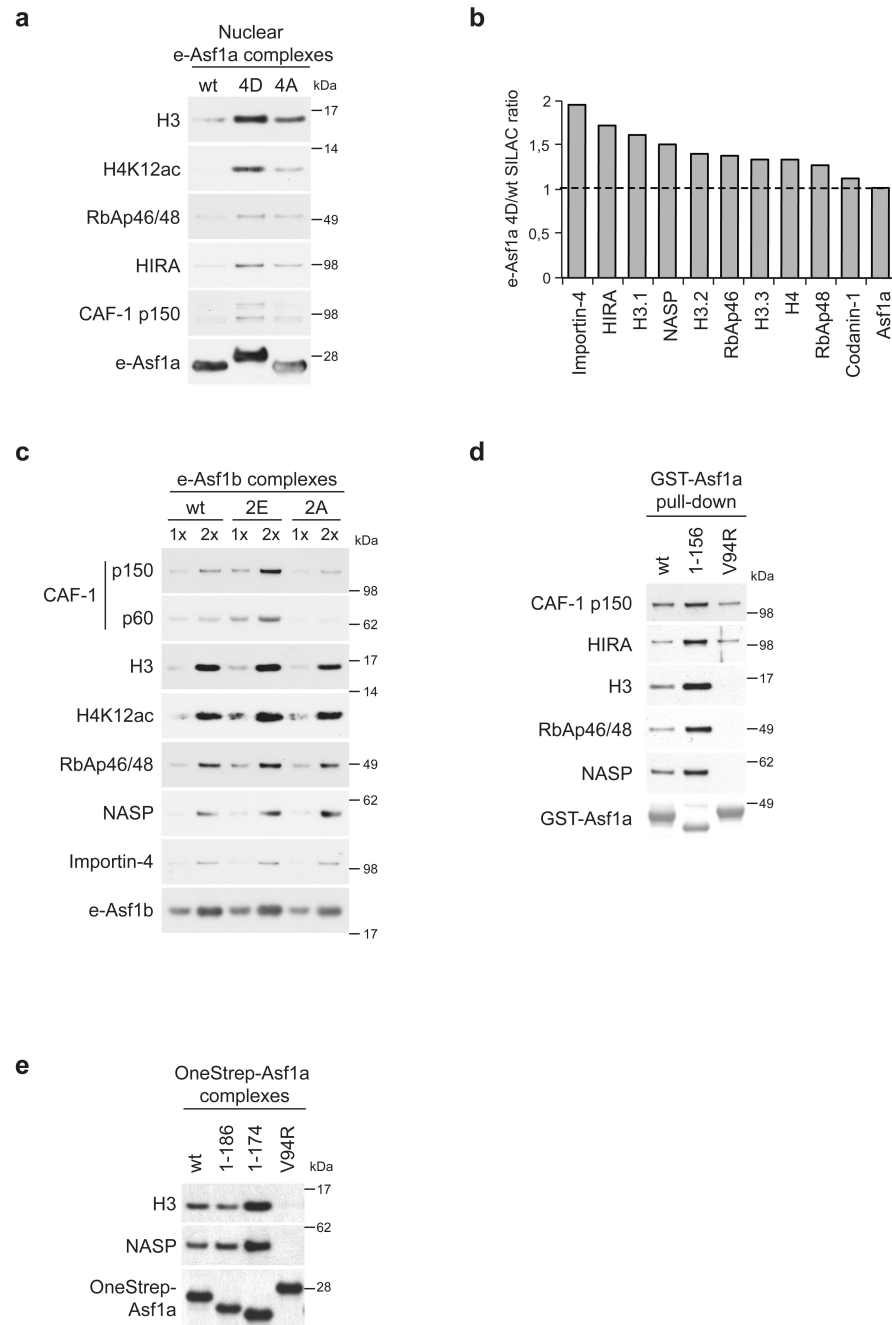 a
Nuclear
e-Asf1a complexes
wt 4D 4A kDa
H3
17
14
H4K12ac
RbAp46/48
49
HIRA
98
CAF-1 p150
98
e-Asf1a
28
b
e-Asf1a 4D/wt SILAC ratio
2
1,5
1
0,5
0
Importin-4
HIRA
H3.1
NASP
H3.2
RbAp46
H3.3
H4
RbAp48
Codanin-1
Asf1a
c
e-Asf1b complexes
wt 2E 2A
1x 2x 1x 2x 1x 2x kDa
CAF-1
p150
98
p60
62
H3
17
14
H4K12ac
RbAp46/48
49
NASP
62
Importin-4
98
e-Asf1b
17
d
GST-Asf1a
pull-down
wt 1-156 V94R
kDa
CAF-1 p150
98
HIRA
98
H3
17
RbAp46/48
49
NASP
62
GST-Asf1a
49
e
OneStrep-Asf1a
complexes
wt 1-186 1-174 V94R
kDa
H3
17
NASP
62
OneStrep-
Asf1a
28